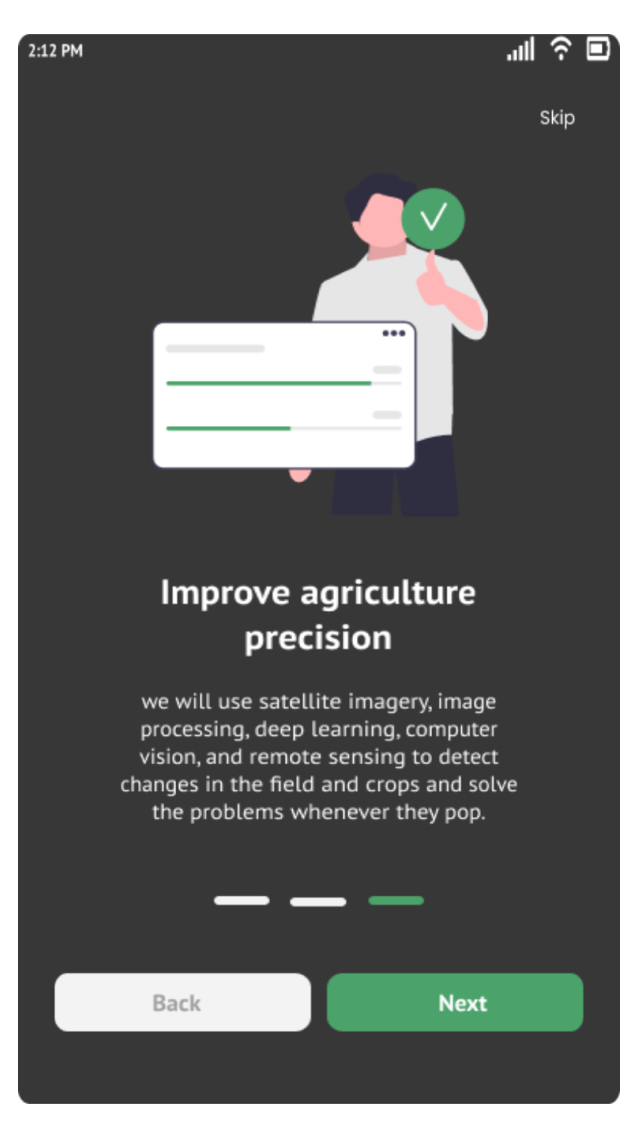 2:12 PM
Skip
Improve agriculture
precision
we will use satellite imagery, image
processing, deep learning, computer
vision, and remote sensing to detect
changes in the field and crops and solve
the problems whenever they pop.
Back
Next